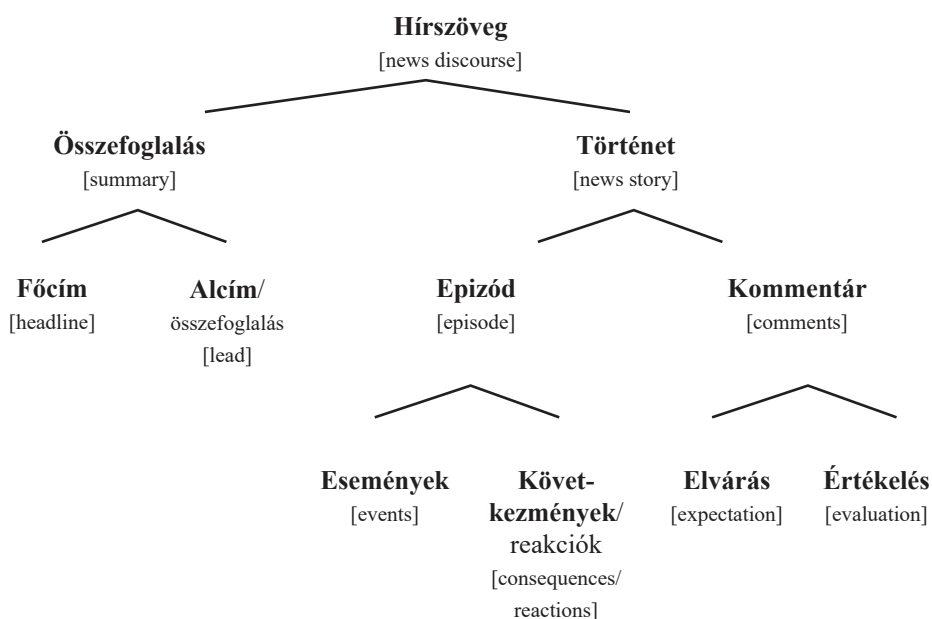 Hírszöveg
[news discourse]
Összefoglalás
[summary]
Történet
[news story]
Főcím
[headline]
Alcím/
összefoglalás
[lead]
Epizód
[episode]
Kommentár
[comments]
Események
[events]
Követ-
kezmények/
reakciók
[consequences/
reactions]
Elvárás
[expectation]
Értékelés
[evaluation]